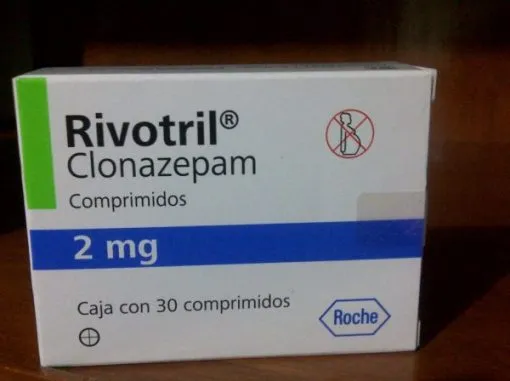 Rivotril®
Clonazepam
Comprimidos
2 mg
Caja con 30 comprimidos
Roche